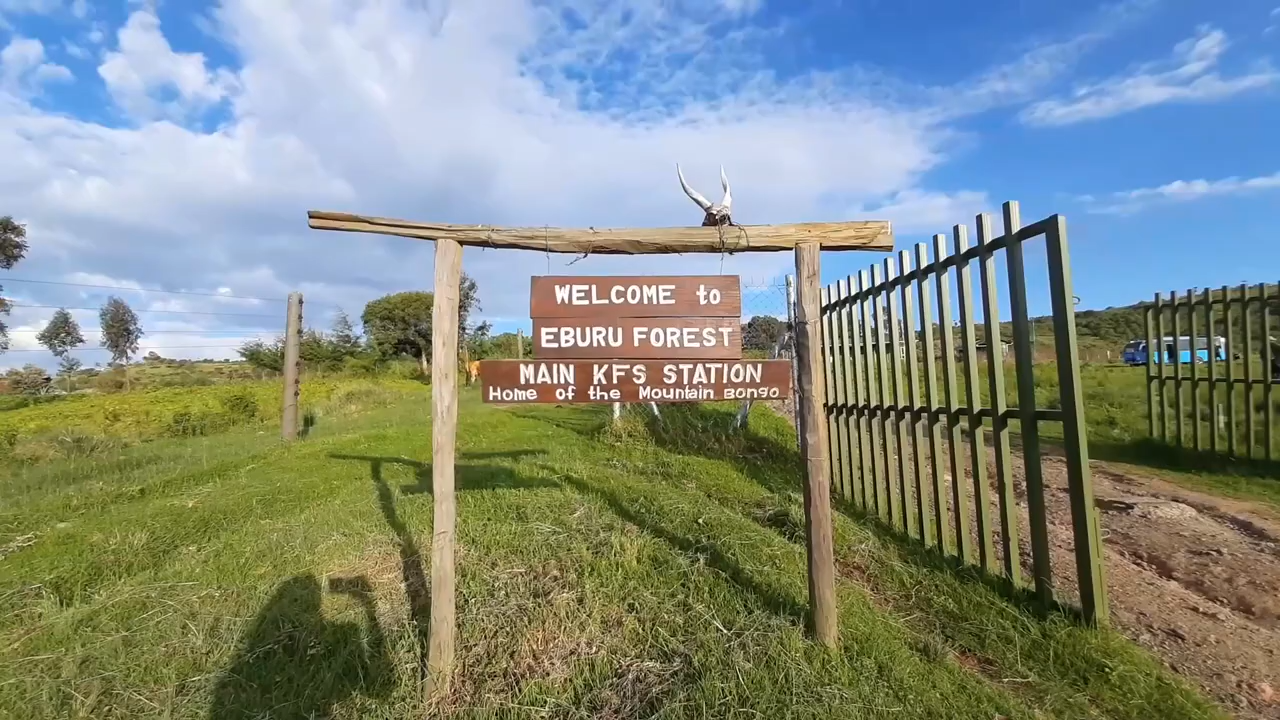 WELCOME to
EBURU FOREST
MAIN KFS STATION
Home of the Mountain Bongo